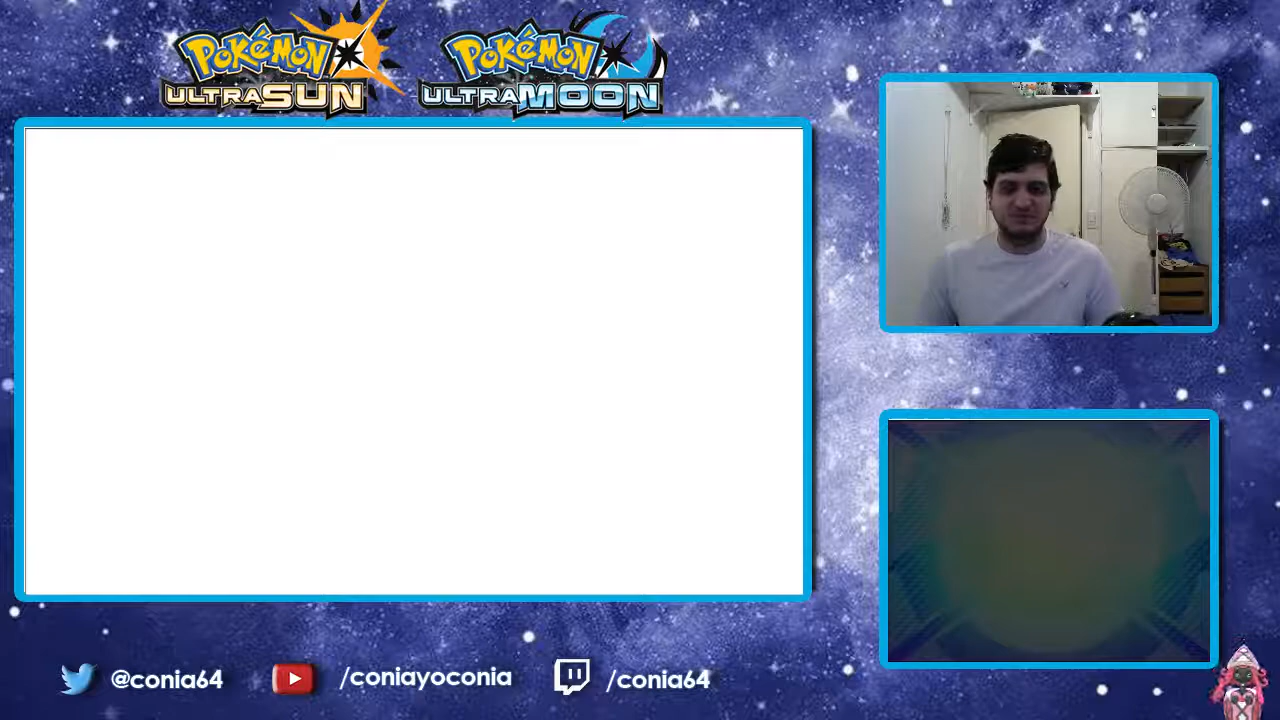 POKéMON ULTRA SUN
POKéMON ULTRA MOON
@conia64
/coniayoconia
/conia64